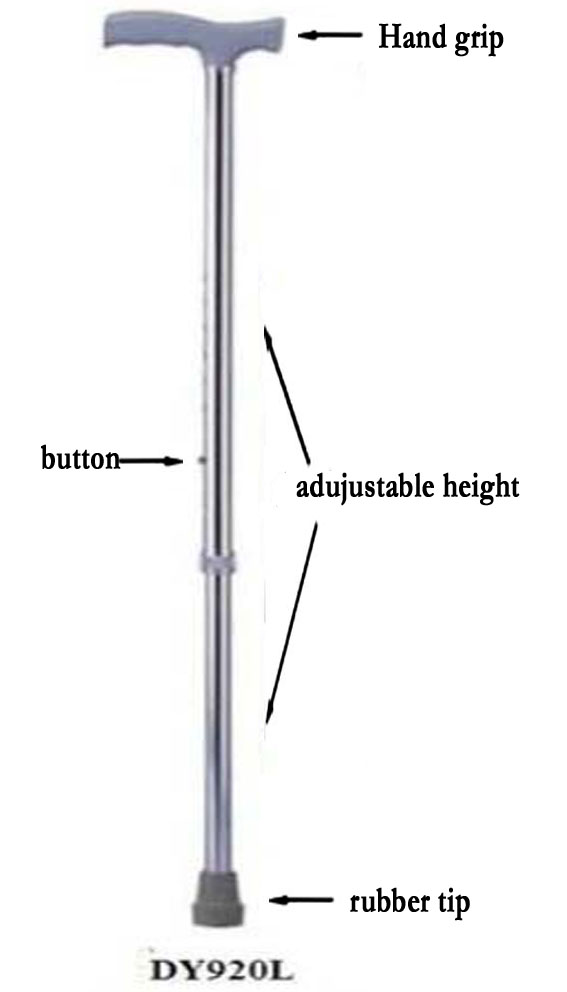 Hand grip
button
adujustable height
rubber tip
DY920L